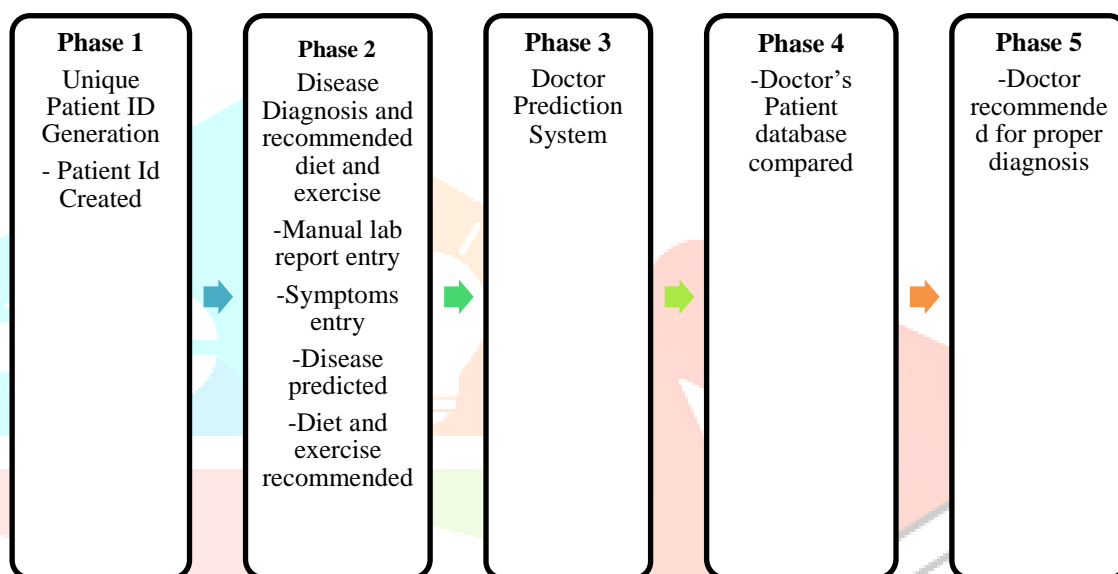 Phase 1
Unique
Patient ID
Generation
- Patient Id
Created
Phase 2
Disease
Diagnosis and
recommended
diet and
exercise
-Manual lab
report entry
-Symptoms
entry
-Disease
predicted
-Diet and
exercise
recommended
Phase 3
Doctor
Prediction
System
Phase 4
-Doctor’s
Patient
database
compared
Phase 5
-Doctor
recommende
d for proper
diagnosis